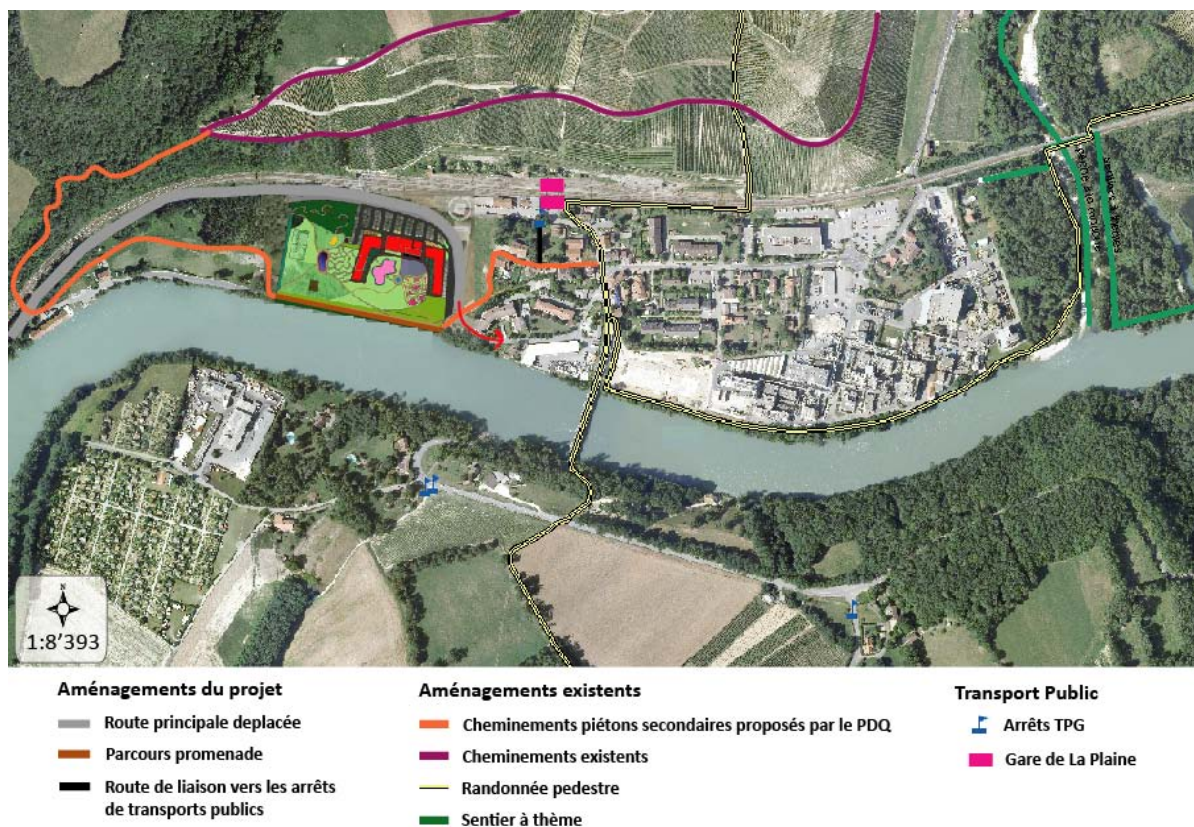 N
1:8'393
Aménagements du projet
Route principale deplacée
Parcours promenade
Route de liaison vers les arrêts
de transports publics
Aménagements existents
Cheminements piétons secondaires proposés par le PDQ
Cheminements existents
Randonnée pedestre
Sentier à thème
Transport Public
Arrêts TPG
Gare de La Plaine